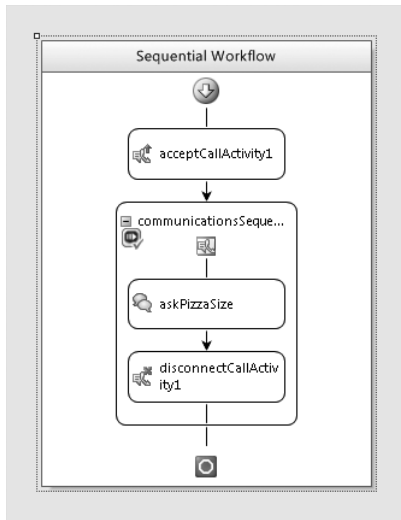 Sequential Workflow
acceptCallActivity1
communicationsSeque...
askPizzaSize
disconnectCallActiv
ity1